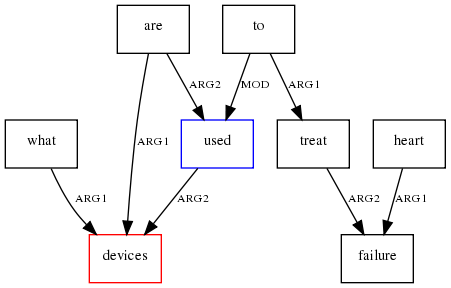 are to
ARG2 MOD ARG1
what ARG1 used treat heart
ARG1 ARG2 ARG2 ARG1
devices failure